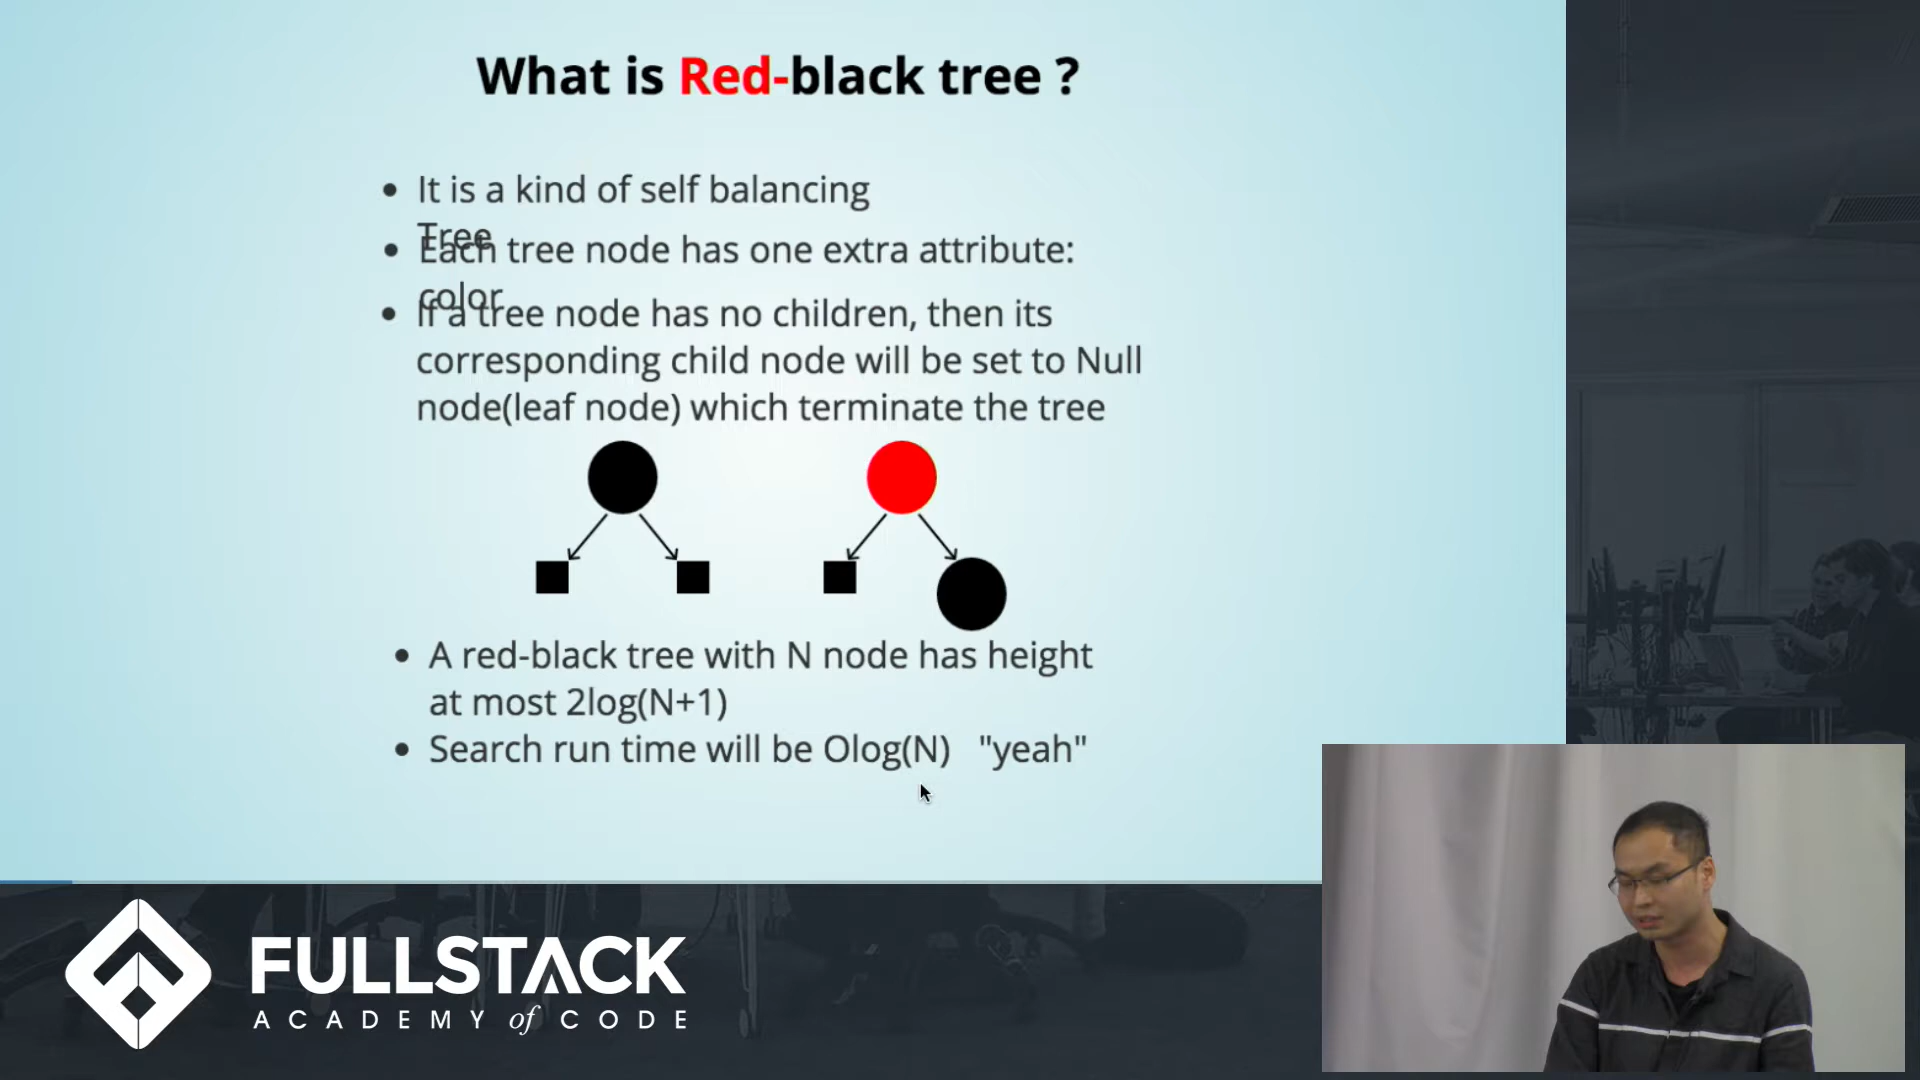 What is Red-black tree ?
It is a kind of self balancing
Tree
Each tree node has one extra attribute:
color
If a tree node has no children, then its
corresponding child node will be set to Null
node(leaf node) which terminate the tree
A red-black tree with N node has height
at most 2log(N+1)
Search run time will be Olog(N) "yeah"
FULLSTACK
ACADEMY of CODE